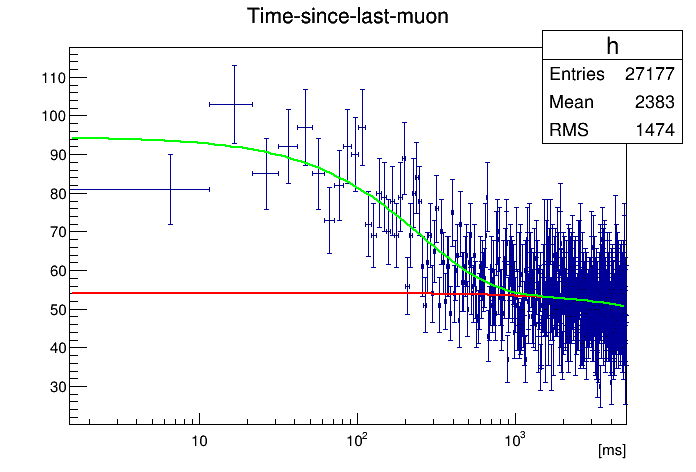 Time-since-last-muon
h
Entries 27177
Mean 2383
RMS 1474
110
100
90
80
70
60
50
40
30
10
10²
10³
[ms]